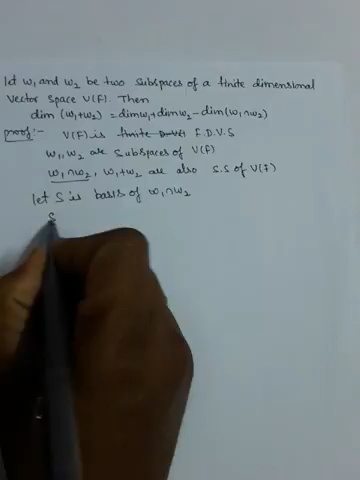 let w₁ and w₂ be two subspaces of a finite dimensional
vector space V(F). Then
dim (w₁+w₂) = dimw₁+dimw₂-dim(w₁∩w₂)
proof:- V(F) is finite F.D.V.S
w₁, w₂ are subspaces of V(F)
w₁∩w₂, w₁+w₂ are also S.S of V(F)
let S is basis of w₁∩w₂
S